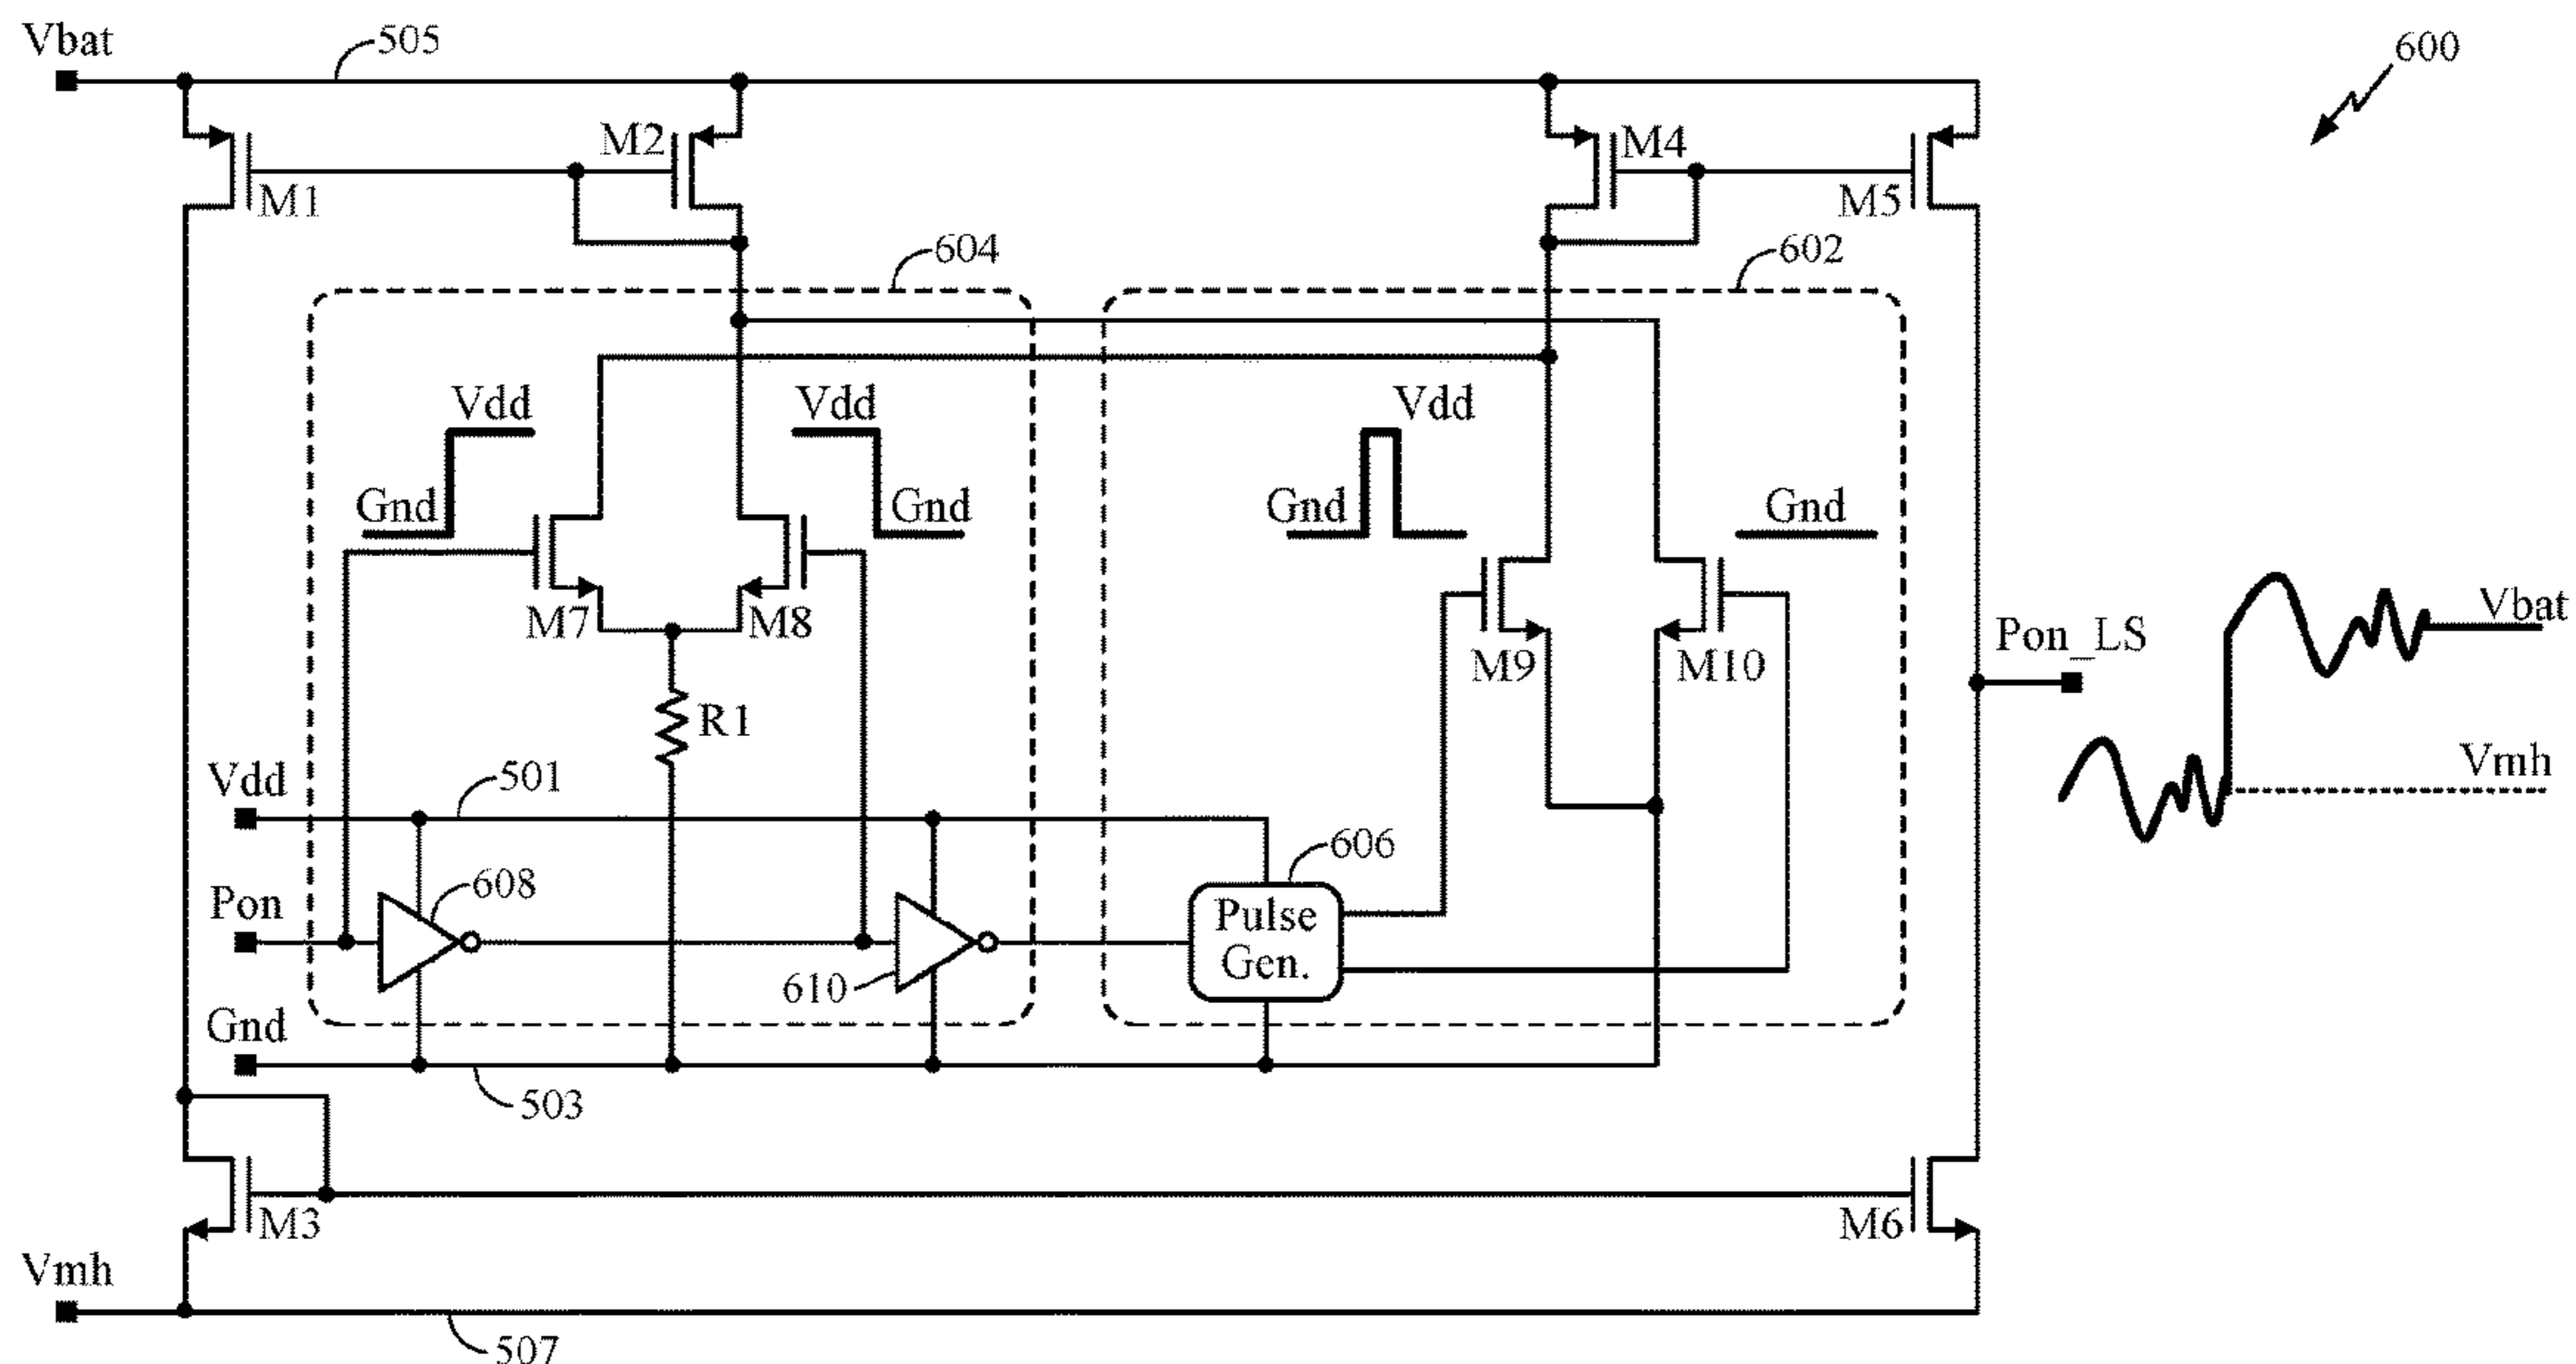 Vbat
505
600
M2
M4
M1
M5
604
602
Vdd
Vdd
Vdd
Gnd
Gnd
Gnd
Gnd
M7
M8
M9
M10
Pon_LS
Vbat
R1
Vmh
Vdd
501
606
Pon
608
Pulse
Gen.
610
Gnd
503
M3
M6
Vmh
507